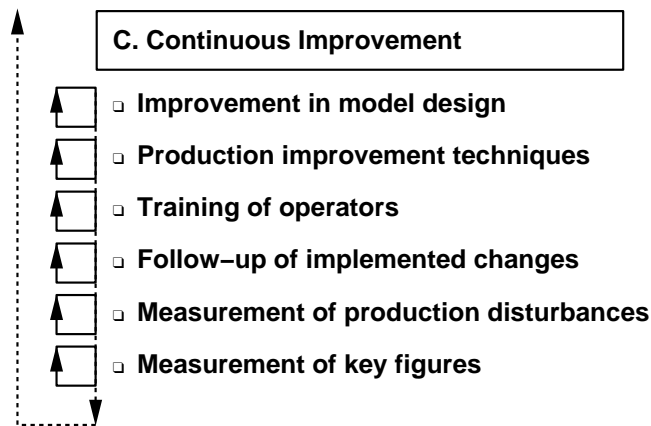 C. Continuous Improvement
❏ Improvement in model design
❏ Production improvement techniques
❏ Training of operators
❏ Follow−up of implemented changes
❏ Measurement of production disturbances
❏ Measurement of key figures